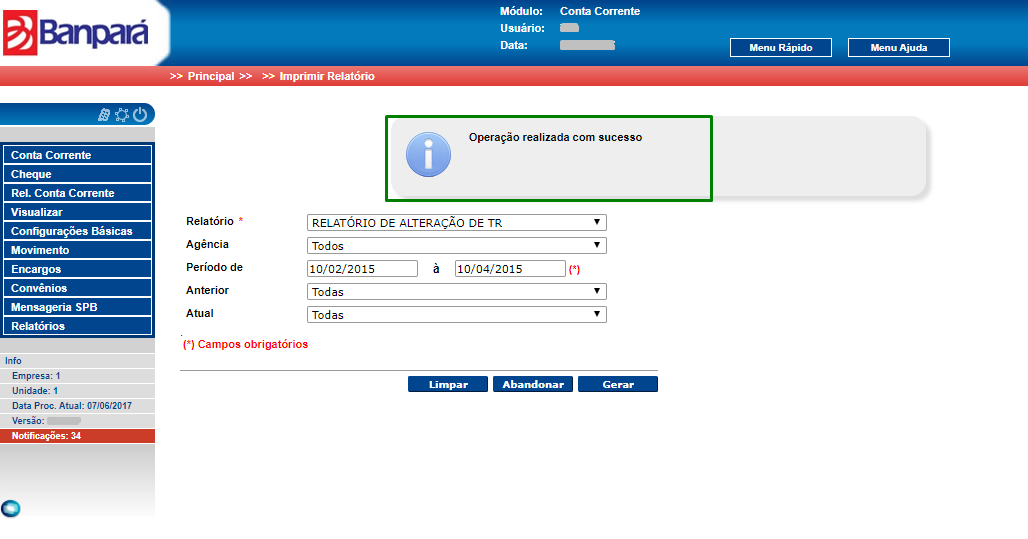 Banpará
Módulo: Conta Corrente
Usuário:
Data:
Menu Rápido Menu Ajuda
>> Principal >> >> Imprimir Relatório
Operação realizada com sucesso
Conta Corrente
Cheque
Rel. Conta Corrente
Visualizar
Configurações Básicas
Movimento
Encargos
Convênios
Mensageria SPB
Relatórios
Info
Empresa: 1
Unidade: 1
Data Proc. Atual: 07/06/2017
Versão:
Notificações: 34
Relatório * RELATÓRIO DE ALTERAÇÃO DE TR
Agência Todos
Período de 10/02/2015 à 10/04/2015 (*)
Anterior Todas
Atual Todas
(*) Campos obrigatórios
Limpar Abandonar Gerar